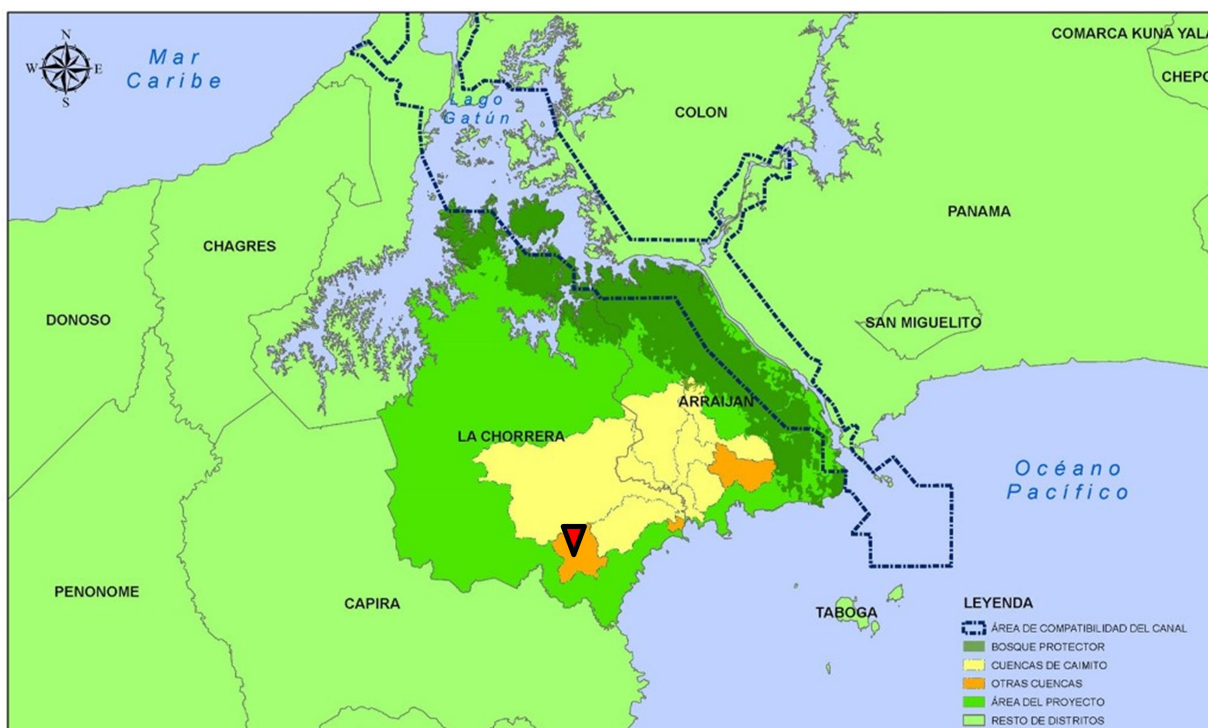 N
W E
S
Mar
Caribe
Lago
Gatún
COLON
COMARCA KUNA YALA
CHEPO
PANAMA
CHAGRES
DONOSO
SAN MIGUELITO
ARRAIJAN
LA CHORRERA
Océano
Pacífico
PENONOME
CAPIRA
TABOGA
LEYENDA
ÁREA DE COMPATIBILIDAD DEL CANAL
BOSQUE PROTECTOR
CUENCAS DE CAIMITO
OTRAS CUENCAS
ÁREA DEL PROYECTO
RESTO DE DISTRITOS